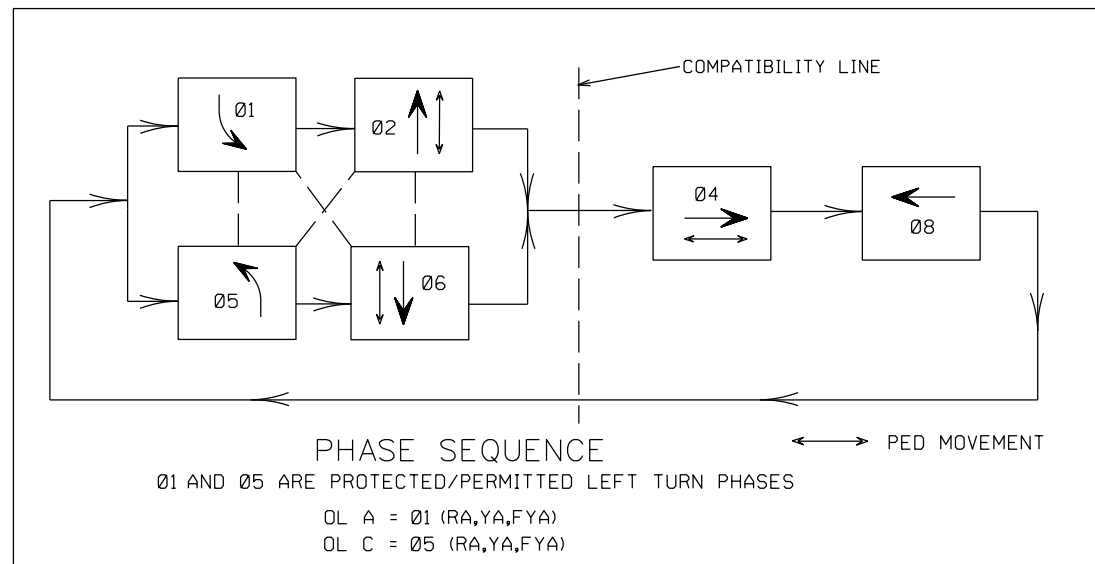 COMPATIBILITY LINE
Ø1
Ø2
Ø4
Ø8
Ø5
Ø6
PHASE SEQUENCE
PED MOVEMENT
Ø1 AND Ø5 ARE PROTECTED/PERMITTED LEFT TURN PHASES
OL A = Ø1 (RA,YA,FYA)
OL C = Ø5 (RA,YA,FYA)